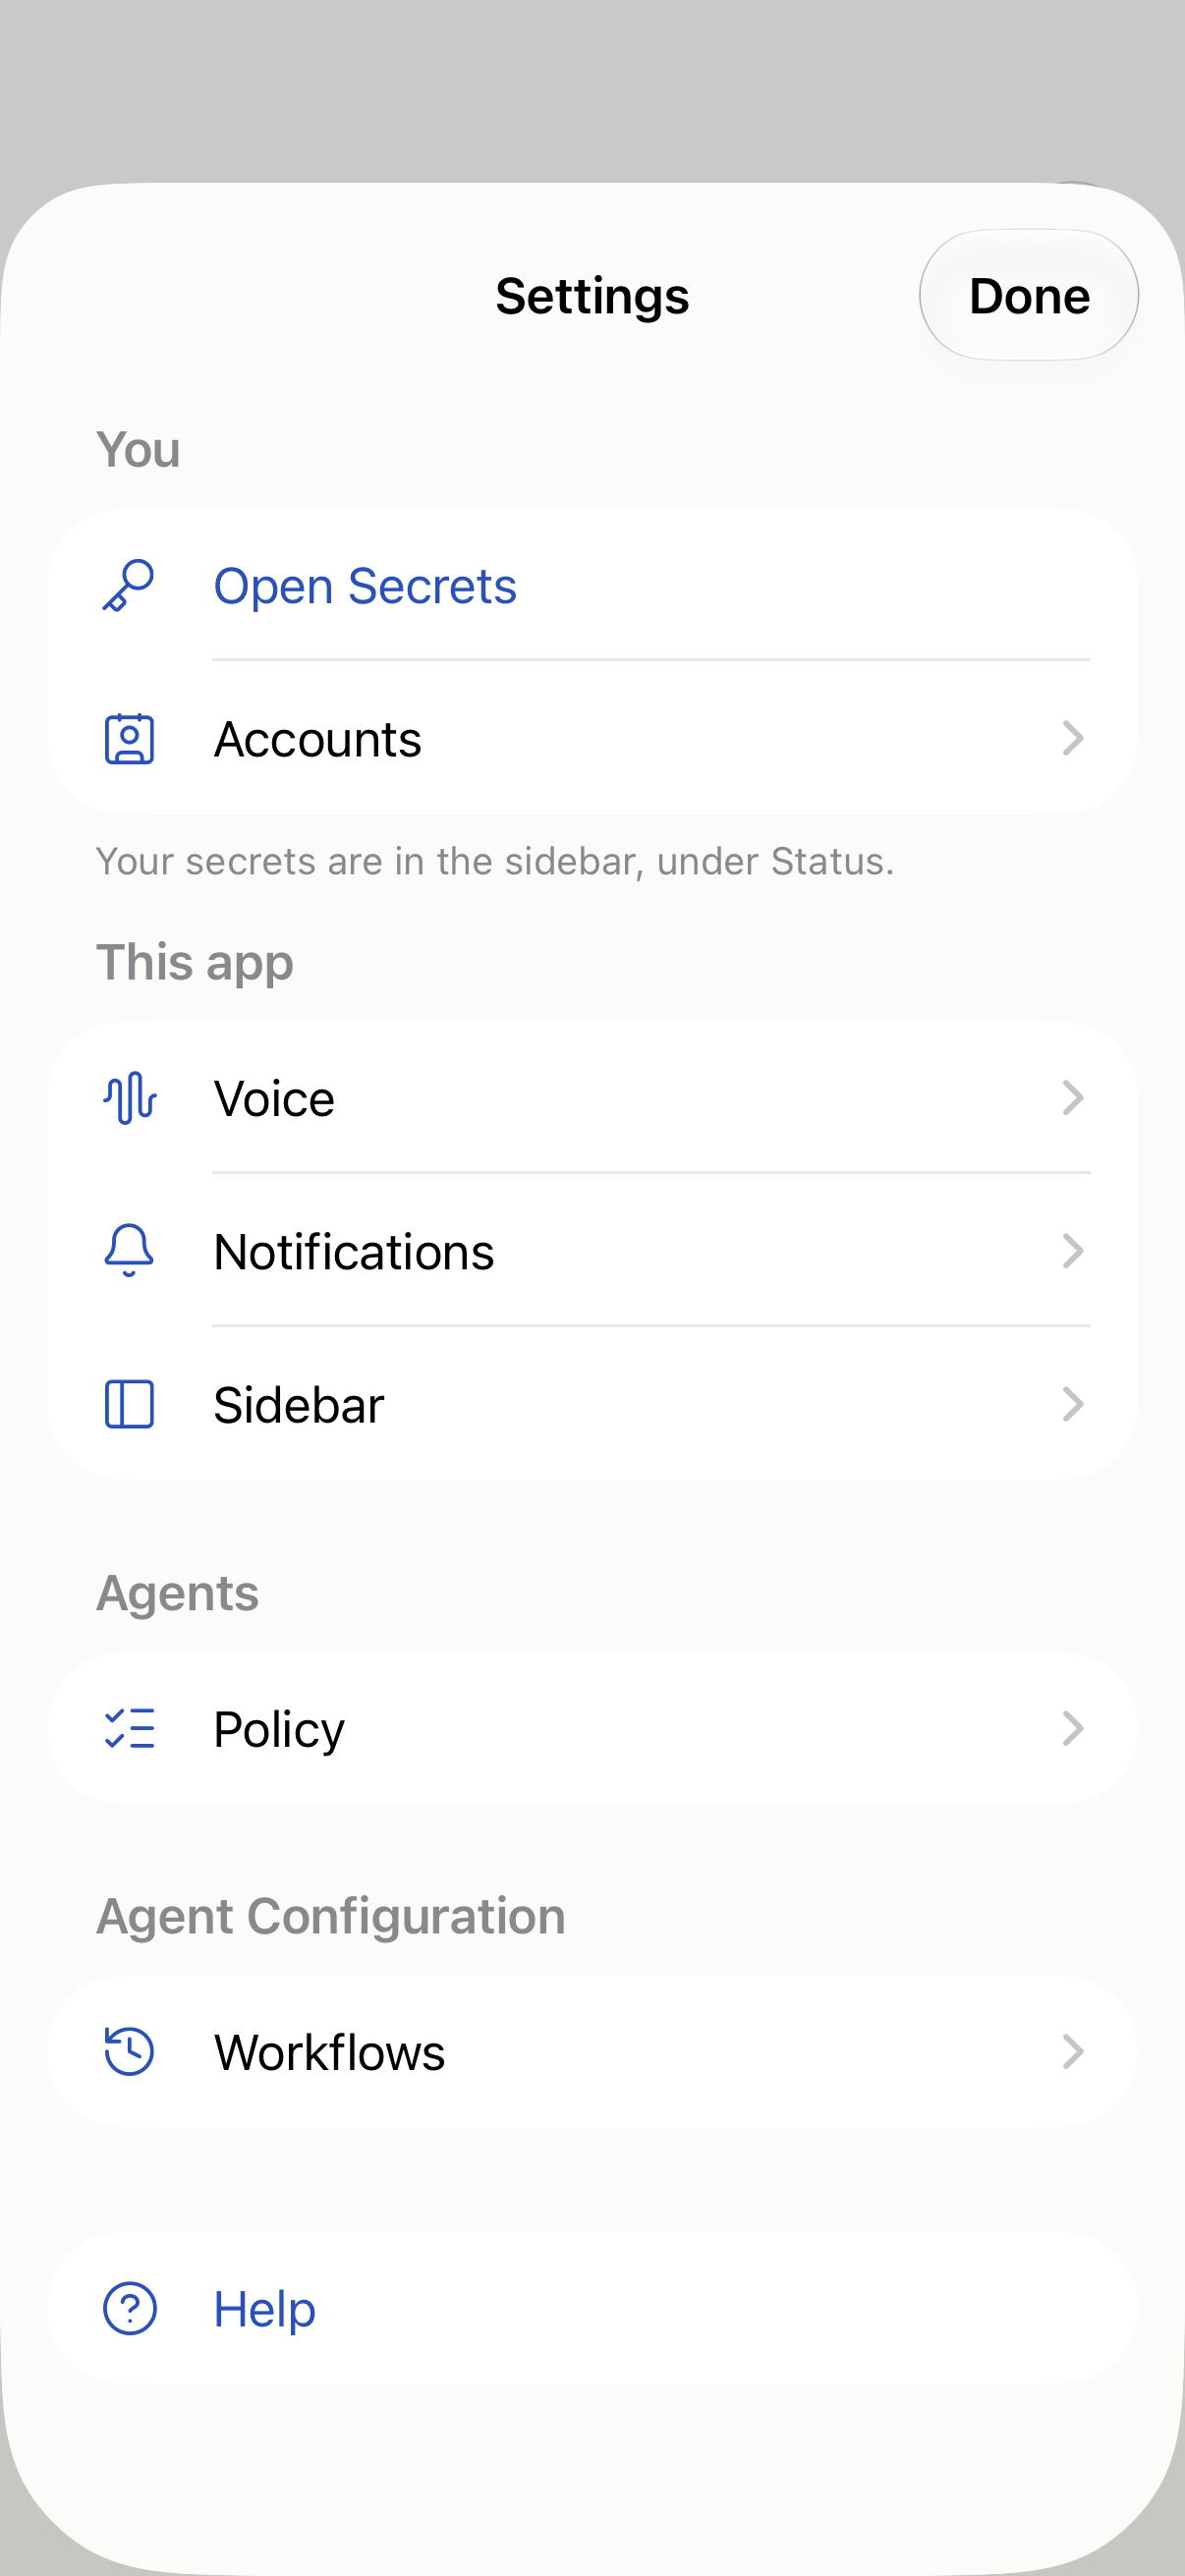 Settings
Done
You
Open Secrets
Accounts
Your secrets are in the sidebar, under Status.
This app
Voice
Notifications
Sidebar
Agents
Policy
Agent Configuration
Workflows
Help